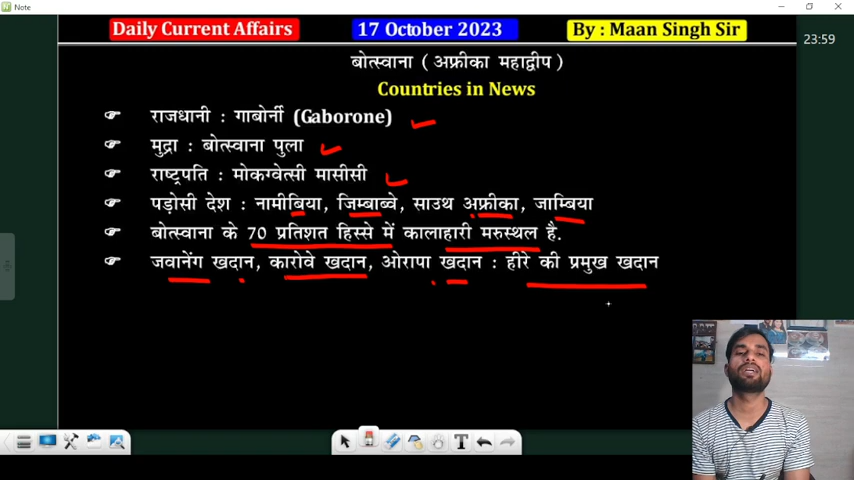 Note
Daily Current Affairs 17 October 2023 By : Maan Singh Sir
23:59
बोत्स्वाना ( अफ्रीका महाद्वीप )
Countries in News
☛ राजधानी : गाबोर्नी (Gaborone)
☛ मुद्रा : बोत्स्वाना पुला
☛ राष्ट्रपति : मोकग्वेत्सी मासीसी
☛ पड़ोसी देश : नामीबिया, जिम्बाब्वे, साउथ अफ्रीका, जाम्बिया
☛ बोत्स्वाना के 70 प्रतिशत हिस्से में कालाहारी मरुस्थल है.
☛ जवानेंग खदान, कारोवे खदान, ओरापा खदान : हीरे की प्रमुख खदान